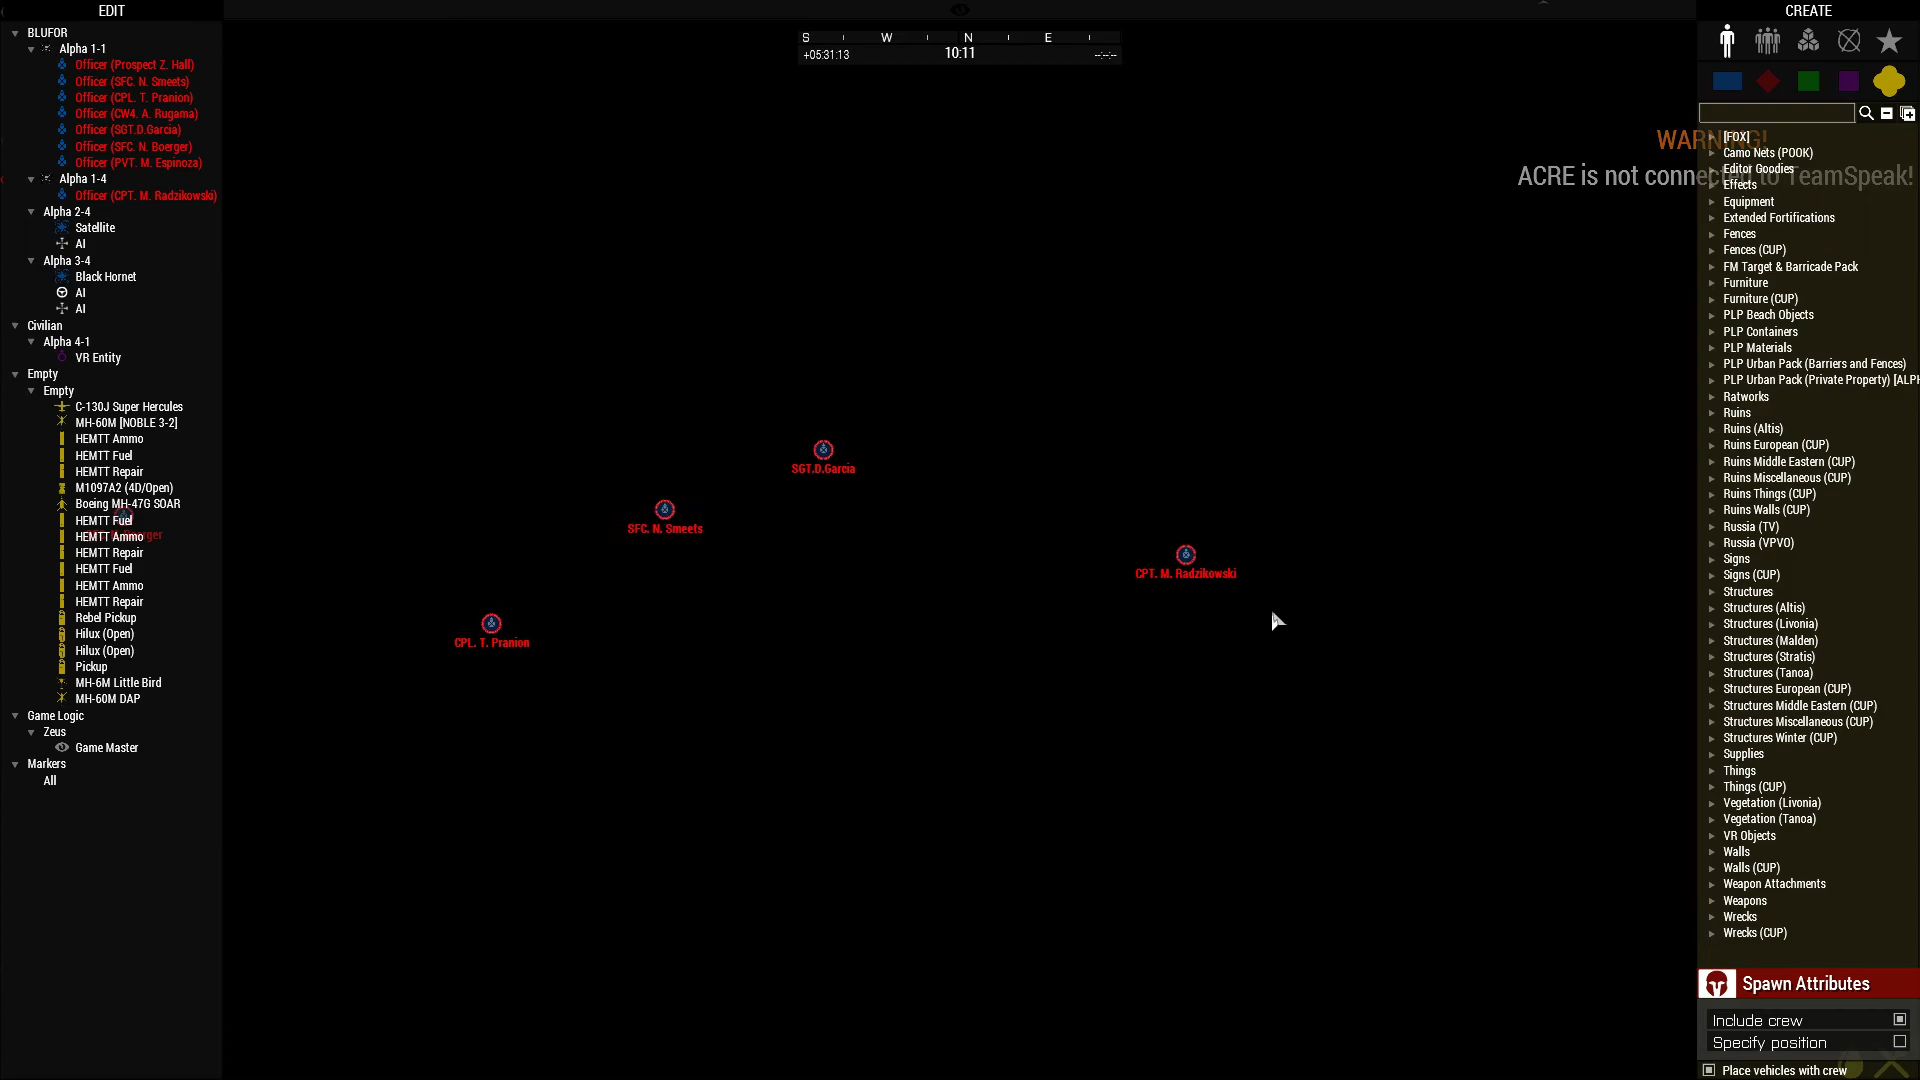 EDIT
BLUFOR
Alpha 1-1
Officer (Prospect Z. Hall)
Officer (SFC. N. Smeets)
Officer (CPL. T. Pranion)
Officer (CW4. A. Rugama)
Officer (SGT.D.Garcia)
Officer (SFC. N. Boerger)
Officer (PVT. M. Espinoza)
Alpha 1-4
Officer (CPT. M. Radzikowski)
Alpha 2-4
Satellite
AI
Alpha 3-4
Black Hornet
AI
AI
Civilian
Alpha 4-1
VR Entity
Empty
Empty
C-130J Super Hercules
MH-60M [NOBLE 3-2]
HEMTT Ammo
HEMTT Fuel
HEMTT Repair
M1097A2 (4D/Open)
Boeing MH-47G SOAR
HEMTT Fuel
HEMTT Ammo
HEMTT Repair
HEMTT Fuel
HEMTT Ammo
HEMTT Repair
Rebel Pickup
Hilux (Open)
Hilux (Open)
Pickup
MH-6M Little Bird
MH-60M DAP
Game Logic
Zeus
Game Master
Markers
All
S W N E
+05:31:13 10:11 --:--:--
SGT.D.Garcia
SFC. N. Smeets
CPT. M. Radzikowski
CPL. T. Pranion
WARNING!
ACRE is not connected to TeamSpeak!
CREATE
[FOX]
Camo Nets (POOK)
Editor Goodies
Effects
Equipment
Extended Fortifications
Fences
Fences (CUP)
FM Target & Barricade Pack
Furniture
Furniture (CUP)
PLP Beach Objects
PLP Containers
PLP Materials
PLP Urban Pack (Barriers and Fences)
PLP Urban Pack (Private Property) [ALPH
Ratworks
Ruins
Ruins (Altis)
Ruins European (CUP)
Ruins Middle Eastern (CUP)
Ruins Miscellaneous (CUP)
Ruins Things (CUP)
Ruins Walls (CUP)
Russia (TV)
Russia (VPVO)
Signs
Signs (CUP)
Structures
Structures (Altis)
Structures (Livonia)
Structures (Malden)
Structures (Stratis)
Structures (Tanoa)
Structures European (CUP)
Structures Middle Eastern (CUP)
Structures Miscellaneous (CUP)
Structures Winter (CUP)
Supplies
Things
Things (CUP)
Vegetation (Livonia)
Vegetation (Tanoa)
VR Objects
Walls
Walls (CUP)
Weapon Attachments
Weapons
Wrecks
Wrecks (CUP)
Spawn Attributes
Include crew
Specify position
Place vehicles with crew